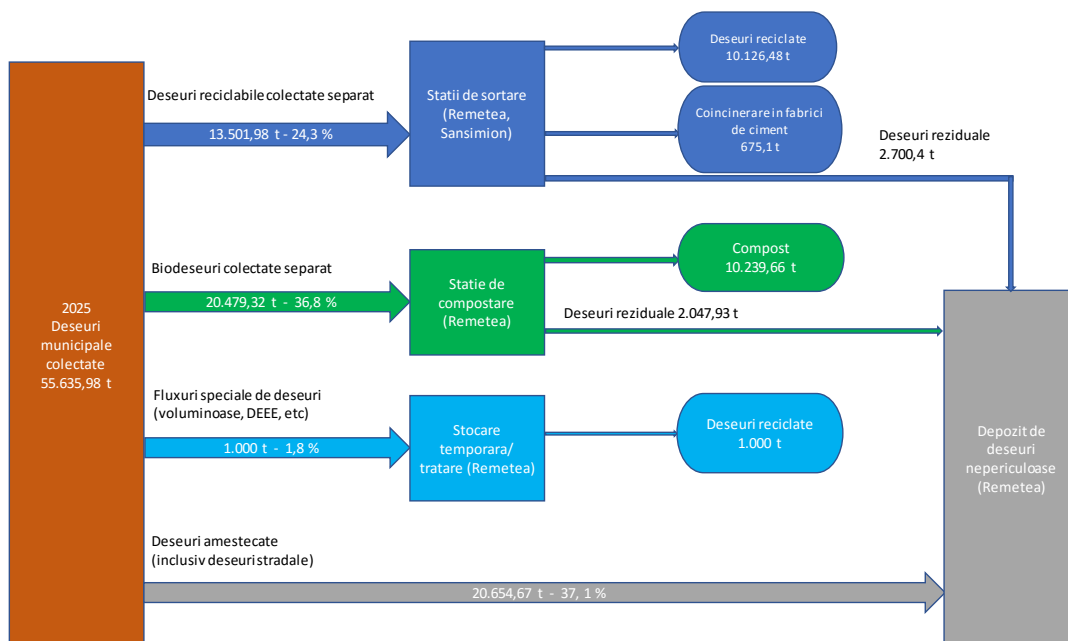 2025
Deseuri
municipale
colectate
55.635,98 t
Deseuri reciclabile colectate separat
13.501,98 t - 24,3 %
Statii de sortare
(Remetea,
Sansimion)
Deseuri reciclate
10.126,48 t
Coincinerare in fabrici
de ciment
675,1 t
Deseuri reziduale
2.700,4 t
Biodeseuri colectate separat
20.479,32 t - 36,8 %
Statie de
compostare
(Remetea)
Compost
10.239,66 t
Deseuri reziduale 2.047,93 t
Fluxuri speciale de deseuri
(voluminoase, DEEE, etc)
1.000 t - 1,8 %
Stocare
temporara/
tratare (Remetea)
Deseuri reciclate
1.000 t
Depozit de
deseuri
nepericuloase
(Remetea)
Deseuri amestecate
(inclusiv deseuri stradale)
20.654,67 t - 37, 1 %